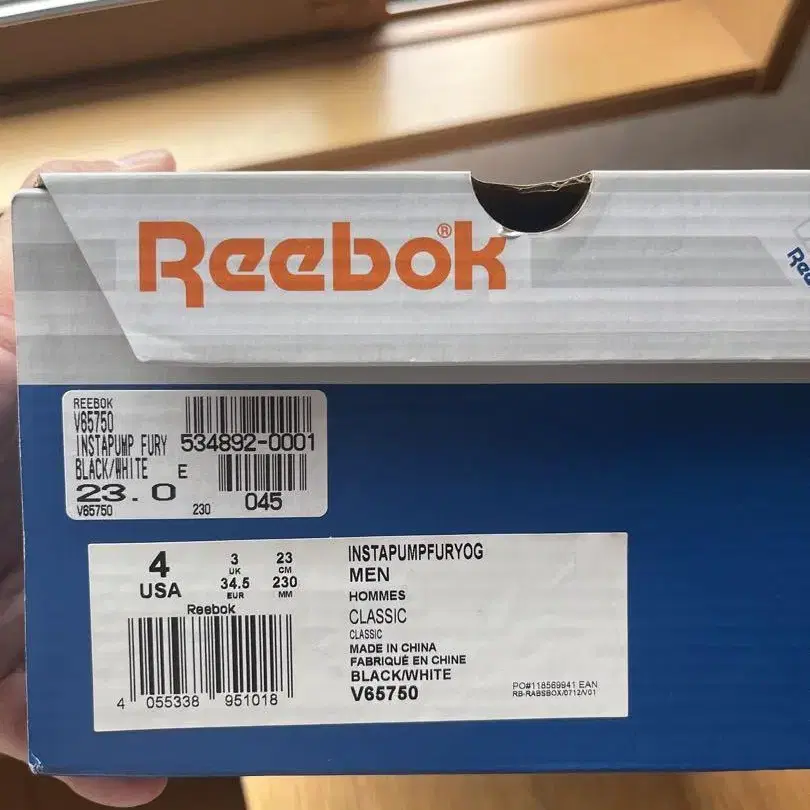 Reebok®
Ree
REEBOK
V65750
INSTAPUMP FURY 534892-0001
BLACK/WHITE E
23.0
V65750 230 045
4
USA
3
UK
23
CM
34.5
EUR
230
MM
Reebok
4 055338 951018
INSTAPUMPFURYOG
MEN
HOMMES
CLASSIC
CLASSIC
MADE IN CHINA
FABRIQUÉ EN CHINE
BLACK/WHITE
V65750
PO#118569941 EAN
RB-RABSBOX/0712/V01